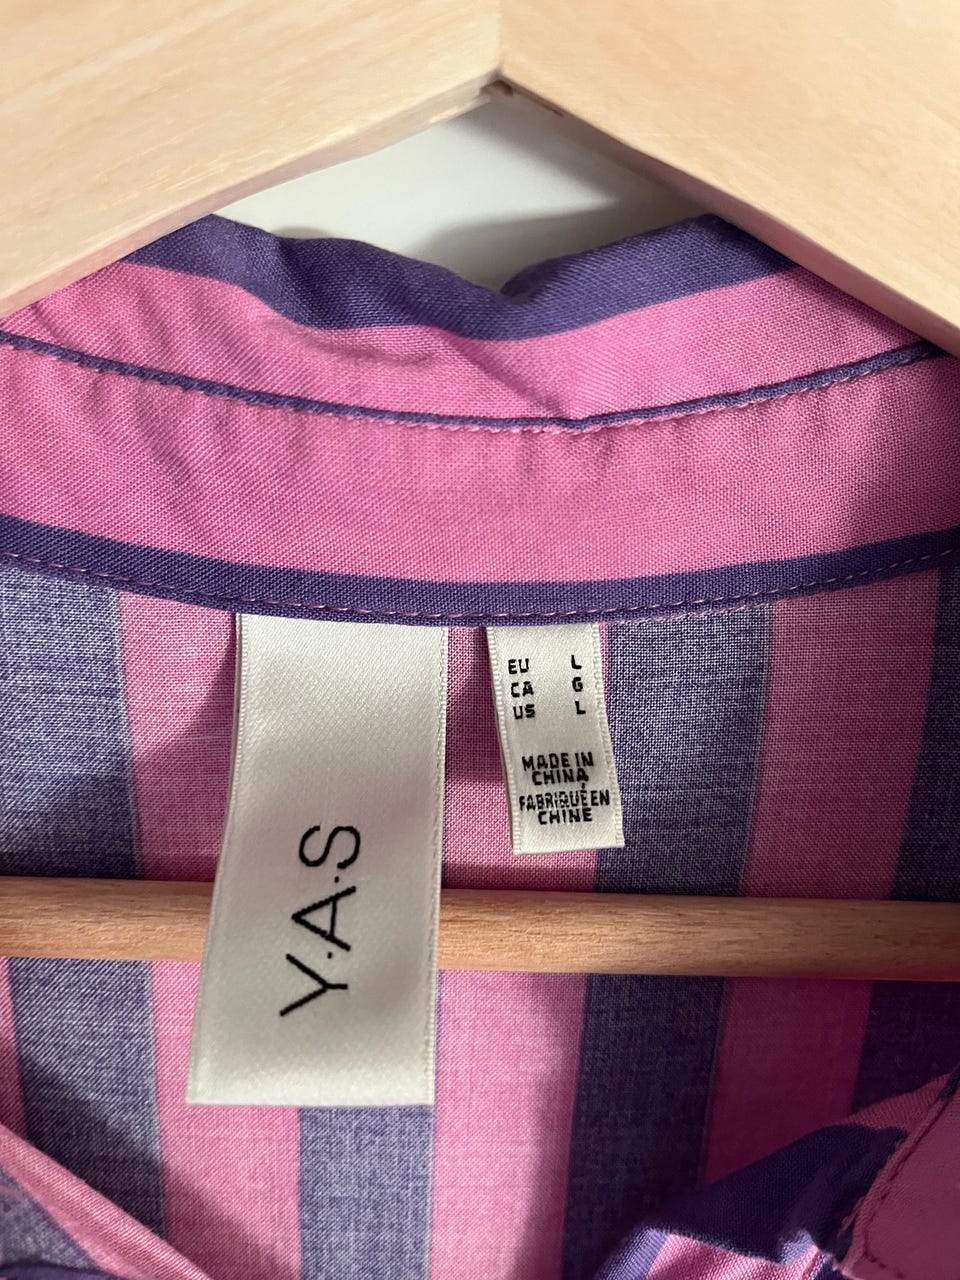 Y.A.S
EU L
CA G
US L
MADE IN
CHINA
FABRIQUÉ EN
CHINE